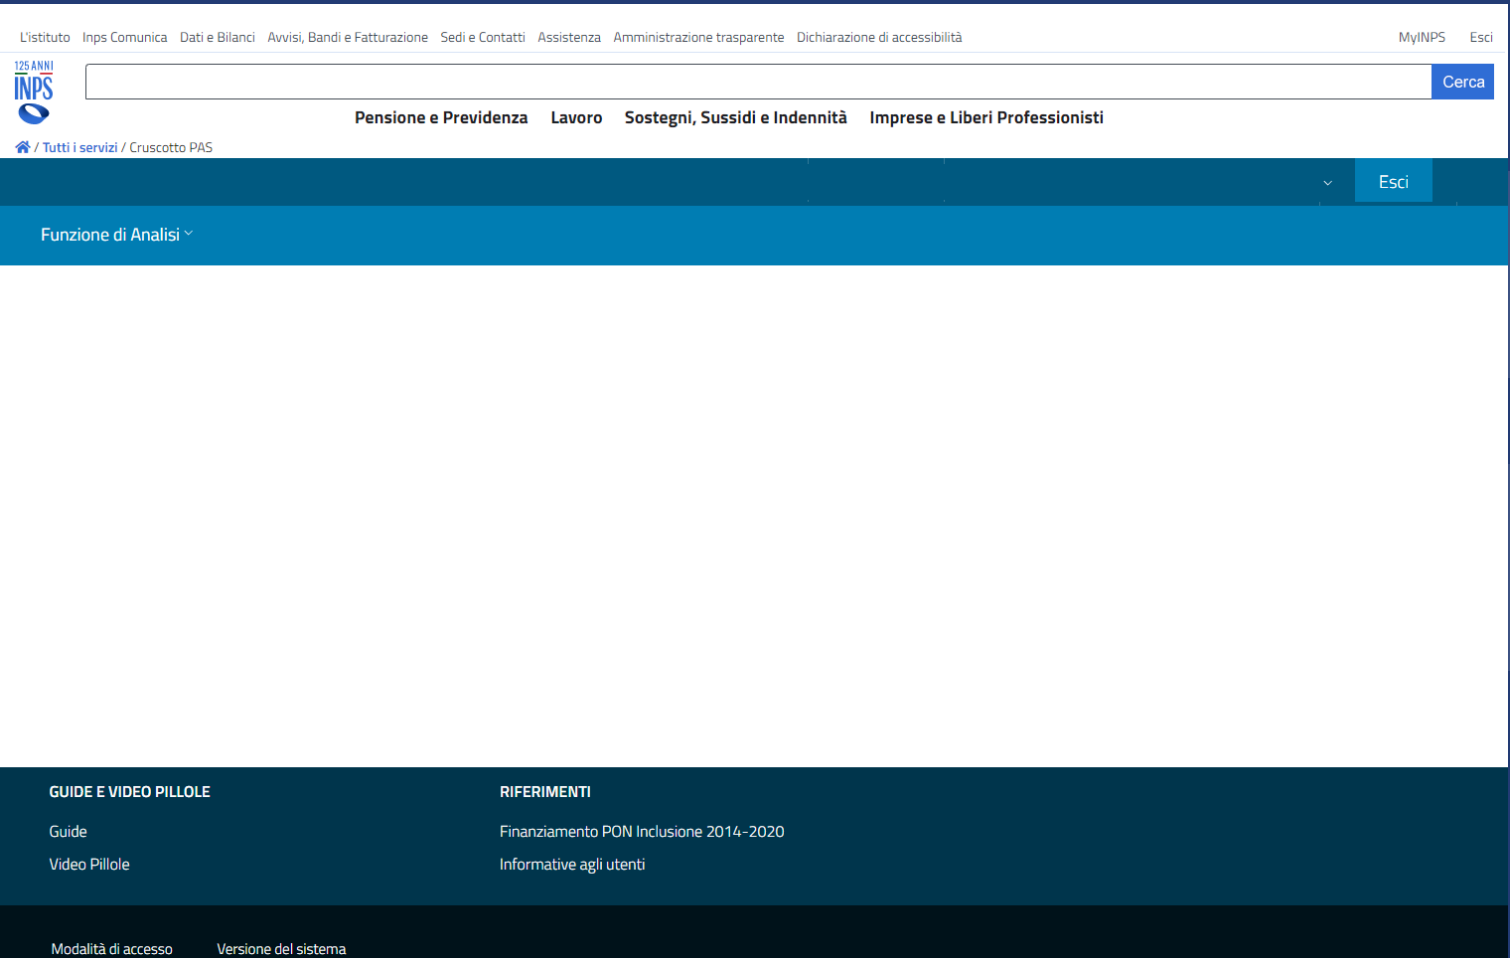 L'istituto Inps Comunica Dati e Bilanci Avvisi, Bandi e Fatturazione Sedi e Contatti Assistenza Amministrazione trasparente Dichiarazione di accessibilità MyINPS Esci
125 ANNI
INPS
Cerca
Pensione e Previdenza Lavoro Sostegni, Sussidi e Indennità Imprese e Liberi Professionisti
/ Tutti i servizi / Cruscotto PAS
Esci
Funzione di Analisi
GUIDE E VIDEO PILLOLE RIFERIMENTI
Guide Finanziamento PON Inclusione 2014-2020
Video Pillole Informative agli utenti
Modalità di accesso Versione del sistema